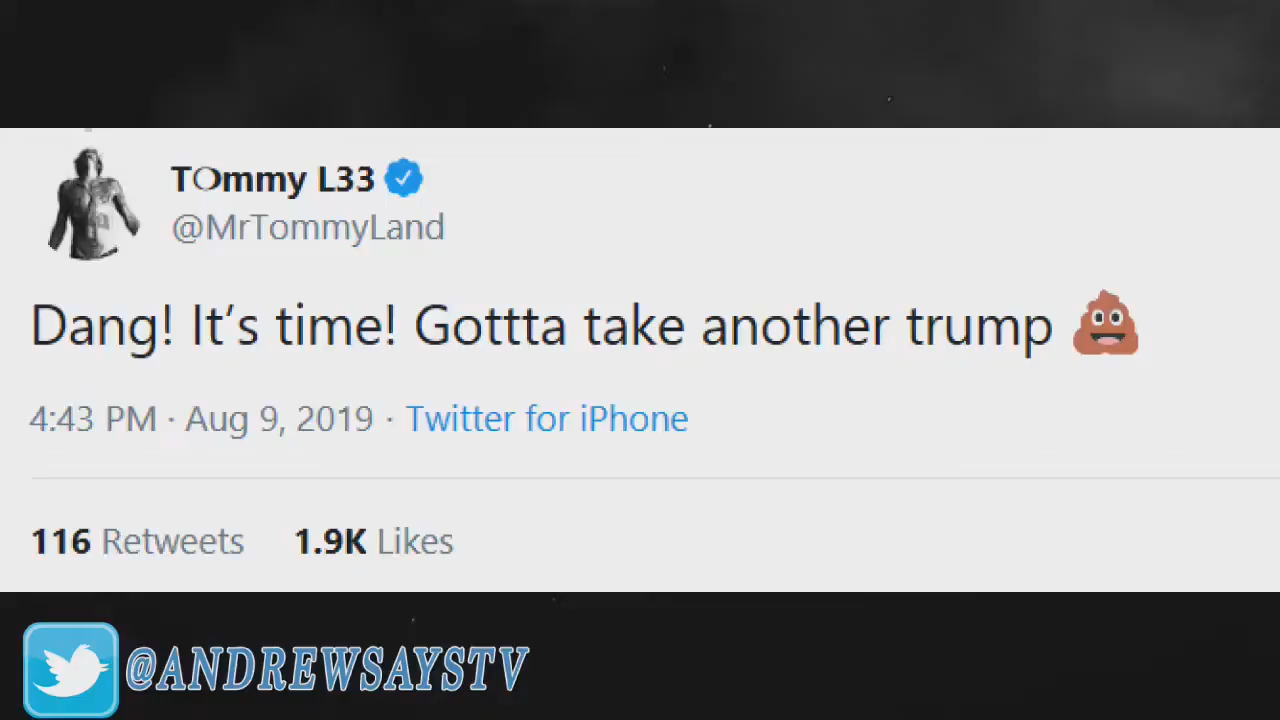 TOmmy L33
@MrTommyLand
Dang! It’s time! Gottta take another trump 💩
4:43 PM · Aug 9, 2019 · Twitter for iPhone
116 Retweets 1.9K Likes
@ANDREWSAYSTV